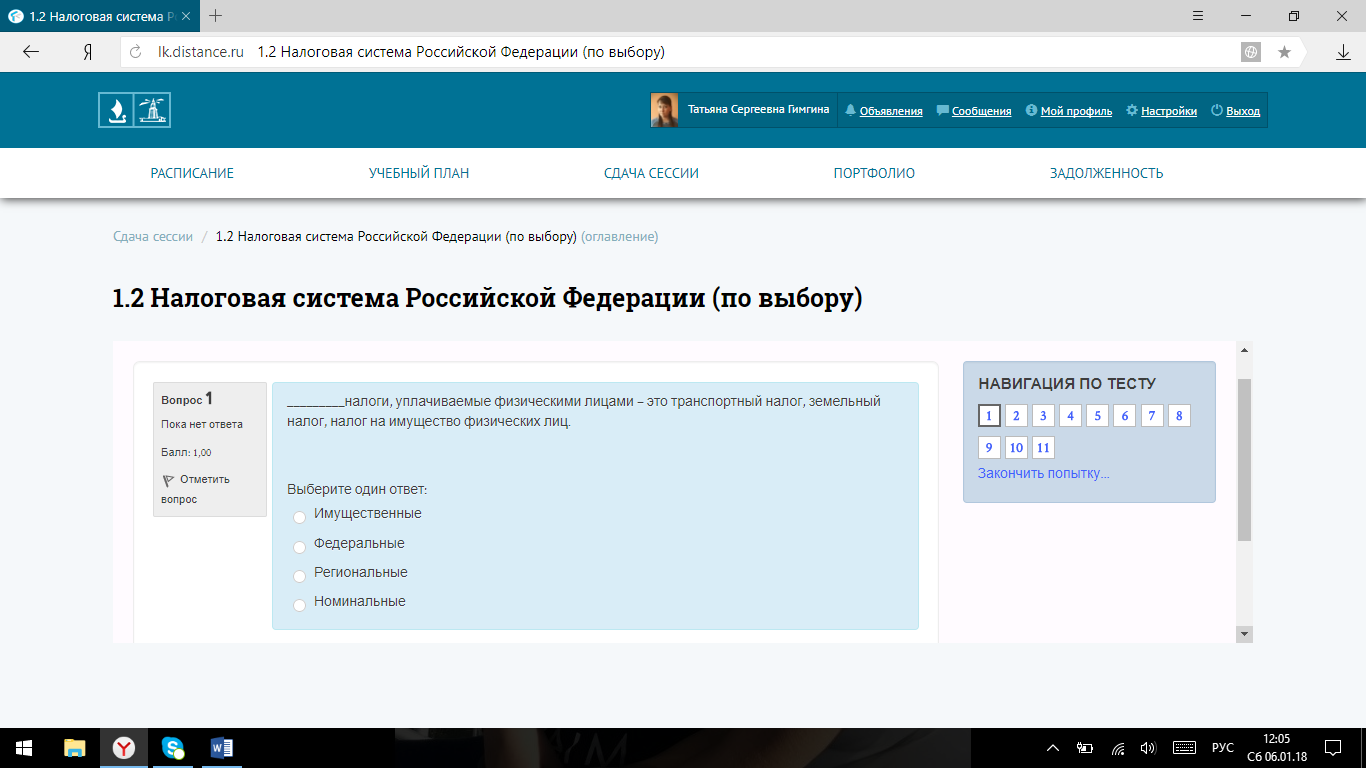 1.2 Налоговая система Р
lk.distance.ru 1.2 Налоговая система Российской Федерации (по выбору)
Татьяна Сергеевна Гимгина Объявления Сообщения Мой профиль Настройки Выход
РАСПИСАНИЕ УЧЕБНЫЙ ПЛАН СДАЧА СЕССИИ ПОРТФОЛИО ЗАДОЛЖЕННОСТЬ
Сдача сессии / 1.2 Налоговая система Российской Федерации (по выбору) (оглавление)
1.2 Налоговая система Российской Федерации (по выбору)
Вопрос 1
Пока нет ответа
Балл: 1,00
Отметить
вопрос
_________налоги, уплачиваемые физическими лицами – это транспортный налог, земельный
налог, налог на имущество физических лиц.
Выберите один ответ:
Имущественные
Федеральные
Региональные
Номинальные
НАВИГАЦИЯ ПО ТЕСТУ
1 2 3 4 5 6 7 8
9 10 11
Закончить попытку...
РУС
12:05
Сб 06.01.18